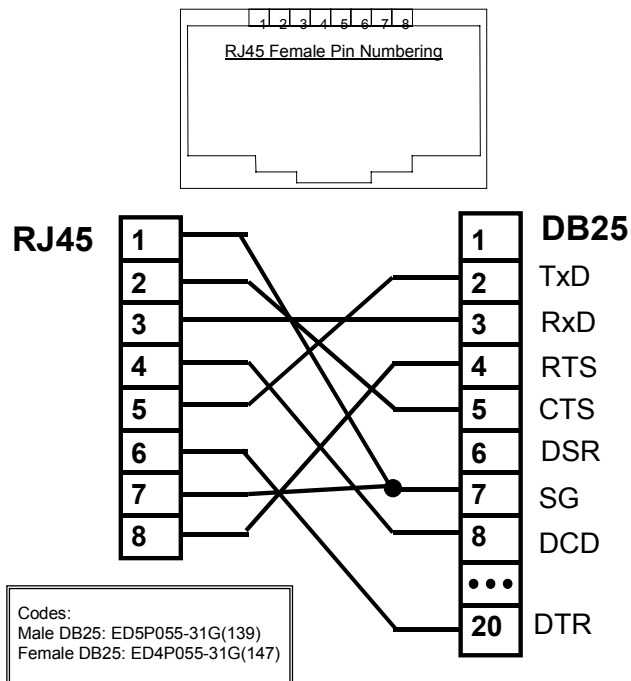 1 2 3 4 5 6 7 8
RJ45 Female Pin Numbering
RJ45
DB25
1 1
2 2 TxD
3 3 RxD
4 4 RTS
5 5 CTS
6 6 DSR
7 7 SG
8 8 DCD
•••
20 DTR
Codes:
Male DB25: ED5P055-31G(139)
Female DB25: ED4P055-31G(147)